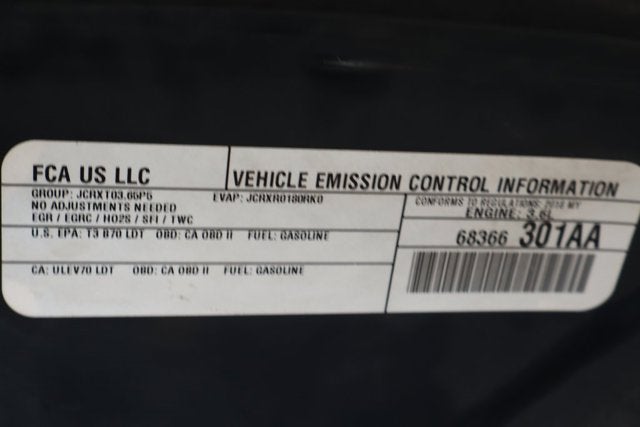 FCA US LLC
VEHICLE EMISSION CONTROL INFORMATION
GROUP: JCRXT03.65P5 EVAP: JCRXR0180RK0
NO ADJUSTMENTS NEEDED
EGR / EGRC / HO2S / SFI / TWC
CONFORMS TO REGULATIONS: 2018 MY
ENGINE: 3.6L
U.S. EPA: T3 B70 LDT OBD: CA OBD II FUEL: GASOLINE
68366 301AA
CA: ULEV70 LDT OBD: CA OBD II FUEL: GASOLINE